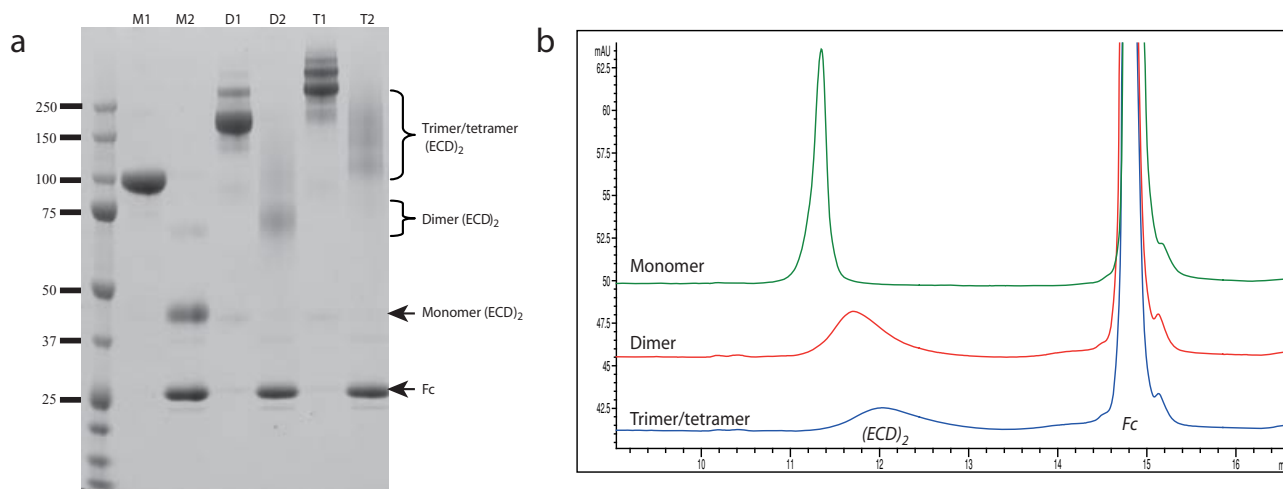 a
M1 M2 D1 D2 T1 T2
250
150
100
75
50
37
25
Trimer/tetramer
(ECD)2
Dimer (ECD)2
Monomer (ECD)2
Fc
b
mAU
62.5
60
57.5
55
52.5
50
47.5
45
42.5
Monomer
Dimer
Trimer/tetramer
(ECD)2
Fc
10 11 12 13 14 15 16